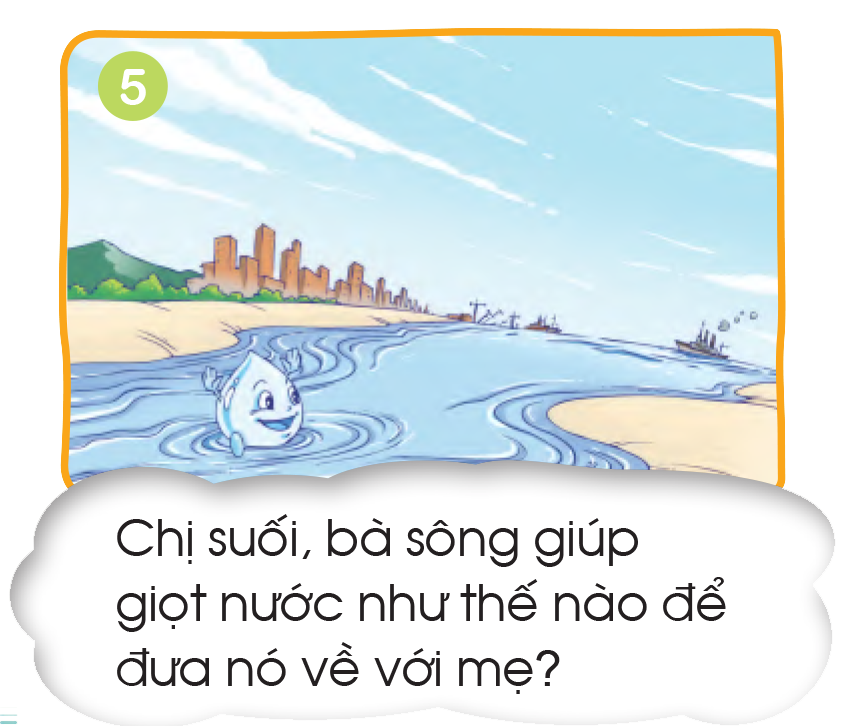 5
Chị suối, bà sông giúp
giọt nước như thế nào để
đưa nó về với mẹ?